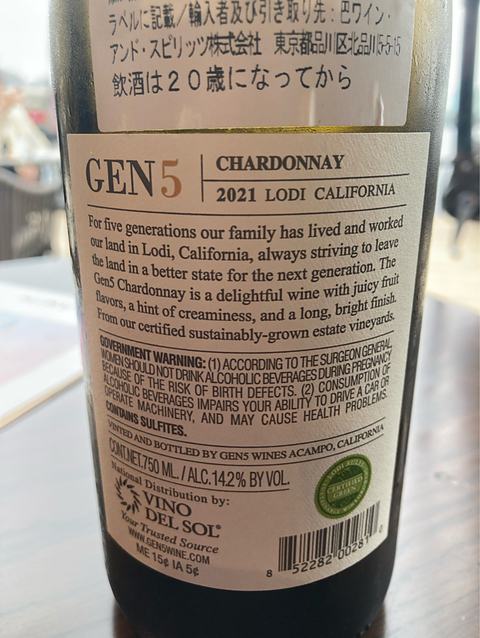 ラベルに記載/輸入者及び引き取り先:巴ワイン・
アンド・スピリッツ株式会社 東京都品川区北品川5-5-15
飲酒は20歳になってから
GEN5
CHARDONNAY
2021 LODI CALIFORNIA
For five generations our family has lived and worked
our land in Lodi, California, always striving to leave
the land in a better state for the next generation. The
Gen5 Chardonnay is a delightful wine with juicy fruit
flavors, a hint of creaminess, and a long, bright finish.
From our certified sustainably-grown estate vineyards.
GOVERNMENT WARNING: (1) ACCORDING TO THE SURGEON GENERAL,
WOMEN SHOULD NOT DRINK ALCOHOLIC BEVERAGES DURING PREGNANCY
BECAUSE OF THE RISK OF BIRTH DEFECTS. (2) CONSUMPTION OF
ALCOHOLIC BEVERAGES IMPAIRS YOUR ABILITY TO DRIVE A CAR OR
OPERATE MACHINERY, AND MAY CAUSE HEALTH PROBLEMS.
CONTAINS SULFITES.
VINTED AND BOTTLED BY GEN5 WINES ACAMPO, CALIFORNIA
CONT.NET.750 ML. / ALC.14.2% BY VOL.
National Distribution by:
VINO
DEL SOL®
Your Trusted Source
WWW.GEN5WINE.COM
ME 15¢ IA 5¢
LODI RULES
CERTIFIED
GREEN
8 52282 00281 0